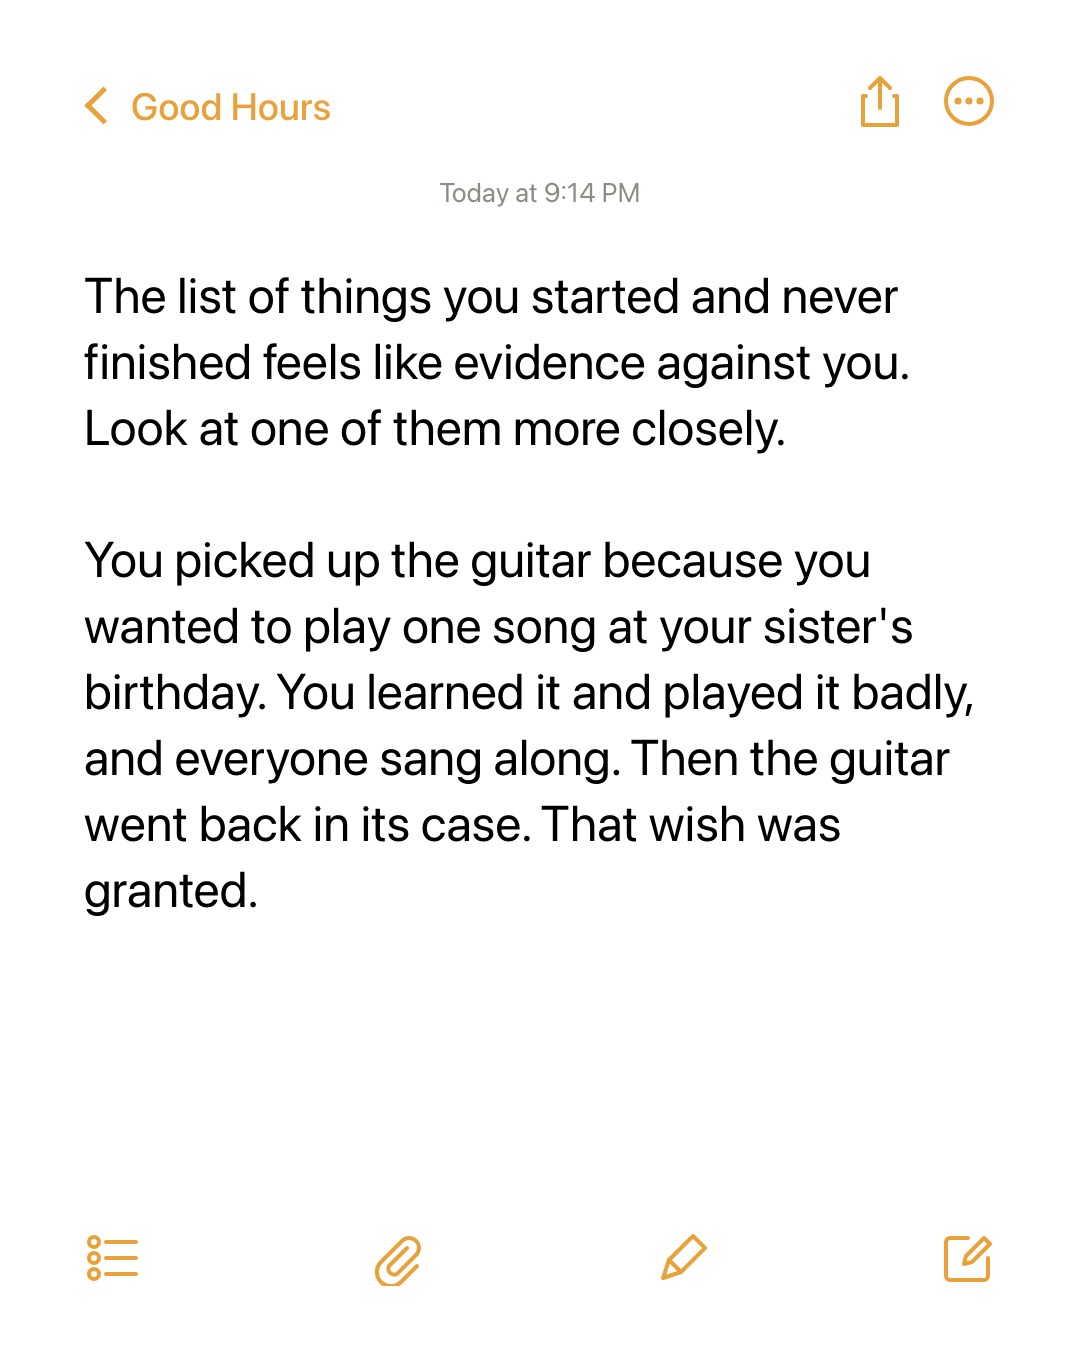 Good Hours
Today at 9:14 PM
The list of things you started and never
finished feels like evidence against you.
Look at one of them more closely.
You picked up the guitar because you
wanted to play one song at your sister's
birthday. You learned it and played it badly,
and everyone sang along. Then the guitar
went back in its case. That wish was
granted.